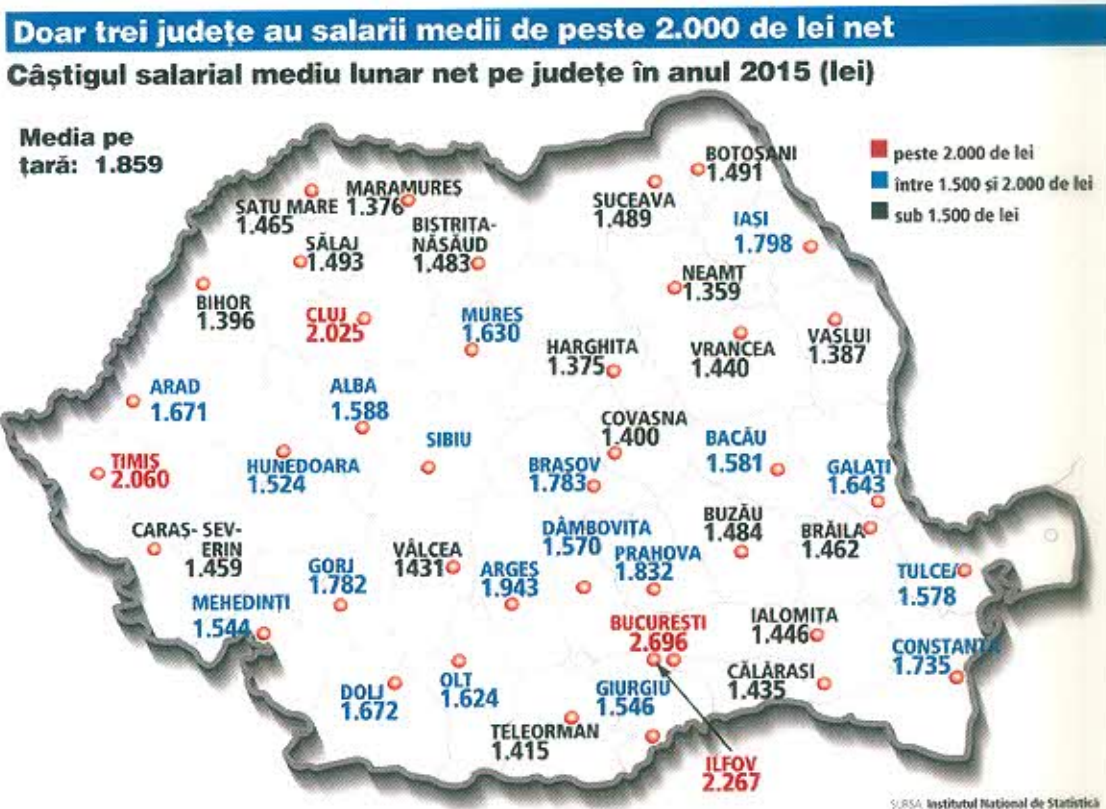 Doar trei județe au salarii medii de peste 2.000 de lei net
Câștigul salarial mediu lunar net pe județe în anul 2015 (lei)
Media pe
țară: 1.859
peste 2.000 de lei
între 1.500 și 2.000 de lei
sub 1.500 de lei
BOTOȘANI
1.491
SUCEAVA
1.489
IAȘI
1.798
SATU MARE
1.465
MARAMUREȘ
1.376
BISTRIȚA-
NĂSĂUD
1.483
SĂLAJ
1.493
BIHOR
1.396
CLUJ
2.025
MUREȘ
1.630
NEAMȚ
1.359
HARGHITA
1.375
VRANCEA
1.440
VASLUI
1.387
ARAD
1.671
ALBA
1.588
SIBIU
COVASNA
1.400
BACĂU
1.581
TIMIȘ
2.060
HUNEDOARA
1.524
BRAȘOV
1.783
GALAȚI
1.643
CARAȘ- SEV-
ERIN
1.459
VÂLCEA
1431
DÂMBOVIȚA
1.570
BUZĂU
1.484
BRĂILA
1.462
GORJ
1.782
ARGEȘ
1.943
PRAHOVA
1.832
TULCEA
1.578
MEHEDINȚI
1.544
BUCUREȘTI
2.696
IALOMIȚA
1.446
CONSTANȚA
1.735
DOLJ
1.672
OLT
1.624
GIURGIU
1.546
CĂLĂRASI
1.435
TELEORMAN
1.415
ILFOV
2.267
SURSA Institutul National de Statistică